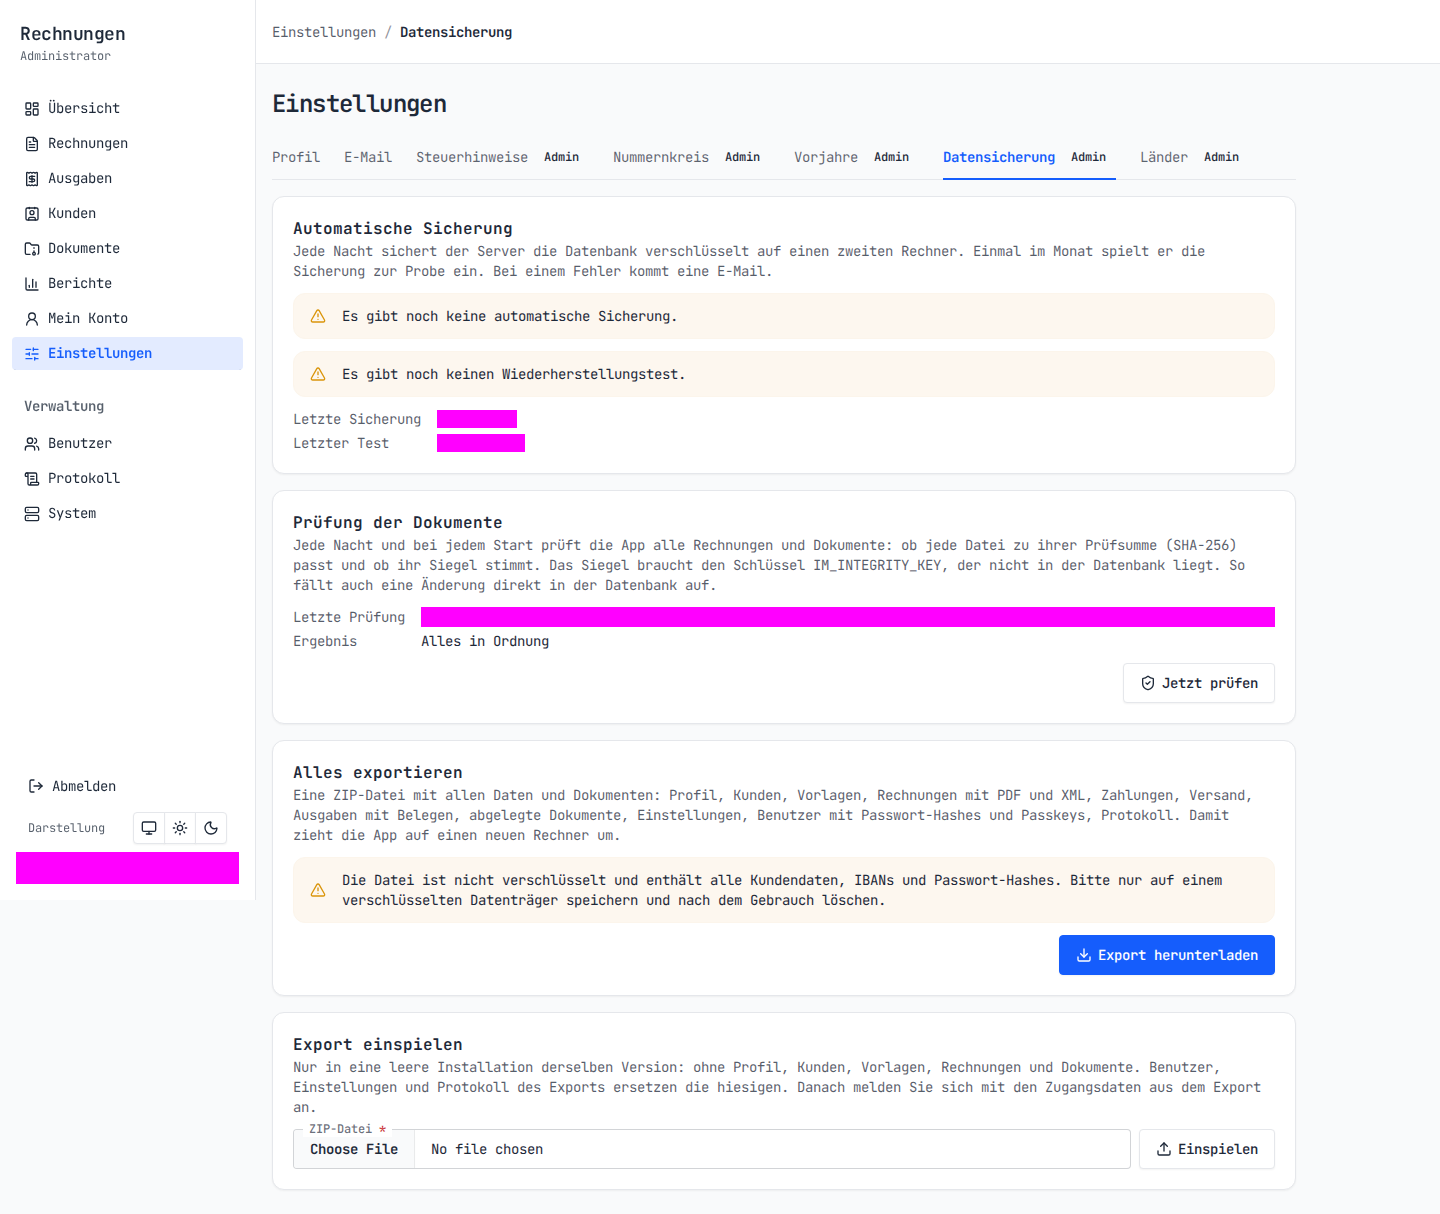 Rechnungen
Administrator
Übersicht
Rechnungen
Ausgaben
Kunden
Dokumente
Berichte
Mein Konto
Einstellungen
Verwaltung
Benutzer
Protokoll
System
Abmelden
Darstellung
Einstellungen / Datensicherung
Einstellungen
Profil E-Mail Steuerhinweise Admin Nummernkreis Admin Vorjahre Admin Datensicherung Admin Länder Admin
Automatische Sicherung
Jede Nacht sichert der Server die Datenbank verschlüsselt auf einen zweiten Rechner. Einmal im Monat spielt er die
Sicherung zur Probe ein. Bei einem Fehler kommt eine E-Mail.
Es gibt noch keine automatische Sicherung.
Es gibt noch keinen Wiederherstellungstest.
Letzte Sicherung
Letzter Test
Prüfung der Dokumente
Jede Nacht und bei jedem Start prüft die App alle Rechnungen und Dokumente: ob jede Datei zu ihrer Prüfsumme (SHA-256)
passt und ob ihr Siegel stimmt. Das Siegel braucht den Schlüssel IM_INTEGRITY_KEY, der nicht in der Datenbank liegt. So
fällt auch eine Änderung direkt in der Datenbank auf.
Letzte Prüfung
Ergebnis Alles in Ordnung
Jetzt prüfen
Alles exportieren
Eine ZIP-Datei mit allen Daten und Dokumenten: Profil, Kunden, Vorlagen, Rechnungen mit PDF und XML, Zahlungen, Versand,
Ausgaben mit Belegen, abgelegte Dokumente, Einstellungen, Benutzer mit Passwort-Hashes und Passkeys, Protokoll. Damit
zieht die App auf einen neuen Rechner um.
Die Datei ist nicht verschlüsselt und enthält alle Kundendaten, IBANs und Passwort-Hashes. Bitte nur auf einem
verschlüsselten Datenträger speichern und nach dem Gebrauch löschen.
Export herunterladen
Export einspielen
Nur in eine leere Installation derselben Version: ohne Profil, Kunden, Vorlagen, Rechnungen und Dokumente. Benutzer,
Einstellungen und Protokoll des Exports ersetzen die hiesigen. Danach melden Sie sich mit den Zugangsdaten aus dem Export
an.
ZIP-Datei *
Choose File No file chosen
Einspielen